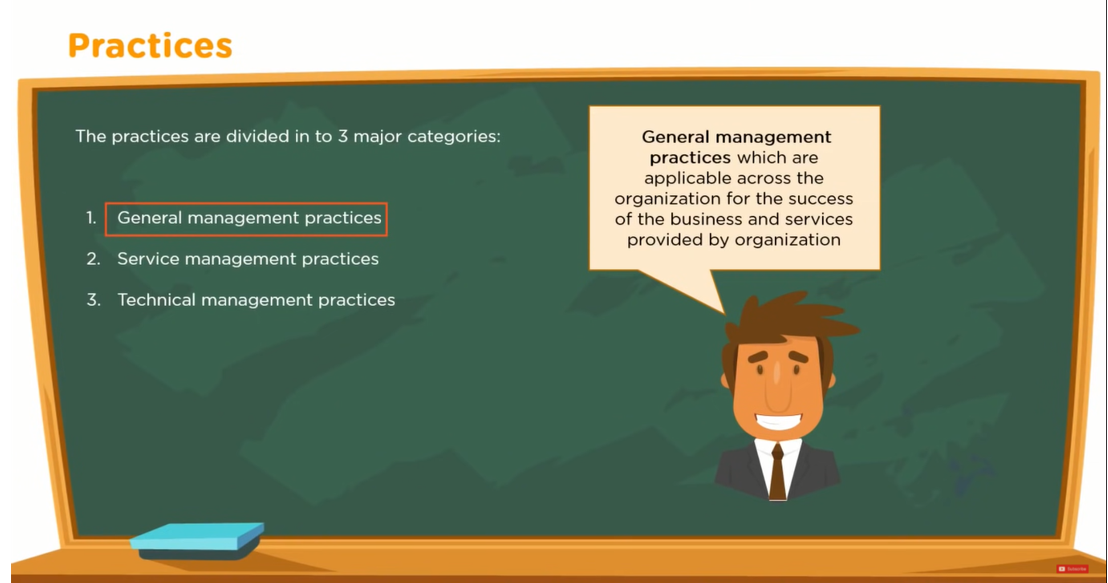 Practices
The practices are divided in to 3 major categories:
1. General management practices
2. Service management practices
3. Technical management practices
General management
practices which are
applicable across the
organization for the success
of the business and services
provided by organization
Subscribe